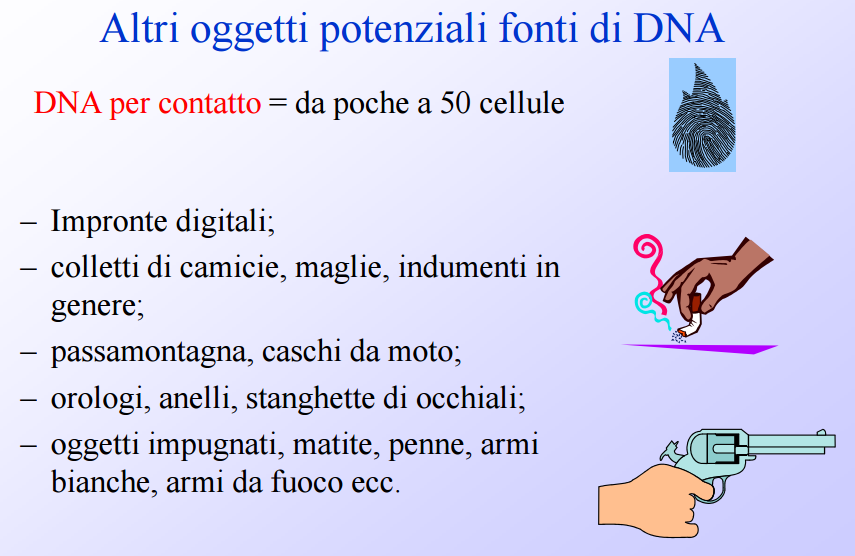 Altri oggetti potenziali fonti di DNA
DNA per contatto = da poche a 50 cellule
– Impronte digitali;
– colletti di camicie, maglie, indumenti in
genere;
– passamontagna, caschi da moto;
– orologi, anelli, stanghette di occhiali;
– oggetti impugnati, matite, penne, armi
bianche, armi da fuoco ecc.